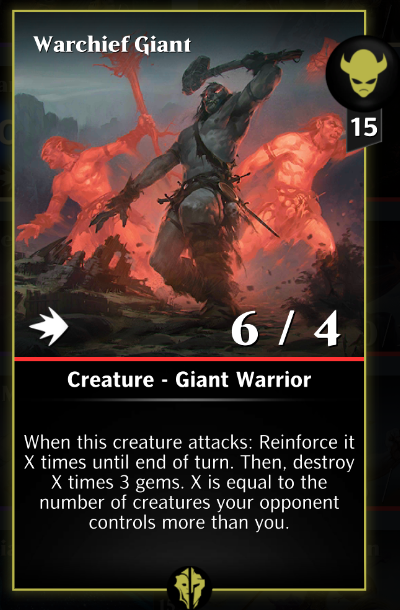 Warchief Giant
15
6 / 4
Creature - Giant Warrior
When this creature attacks: Reinforce it
X times until end of turn. Then, destroy
X times 3 gems. X is equal to the
number of creatures your opponent
controls more than you.